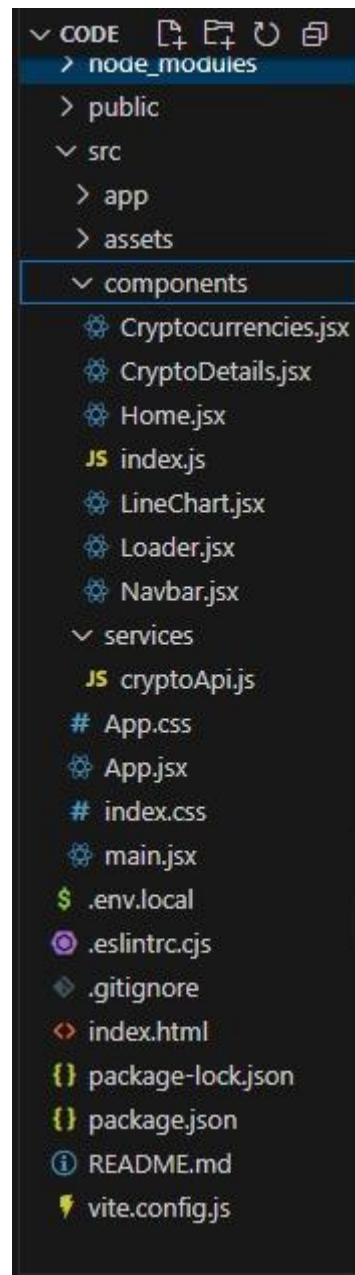 CODE
node_modules
public
src
app
assets
components
Cryptocurrencies.jsx
CryptoDetails.jsx
Home.jsx
JS index.js
LineChart.jsx
Loader.jsx
Navbar.jsx
services
JS cryptoApi.js
# App.css
App.jsx
# index.css
main.jsx
$ .env.local
.eslintrc.cjs
.gitignore
<> index.html
{} package-lock.json
{} package.json
README.md
vite.config.js